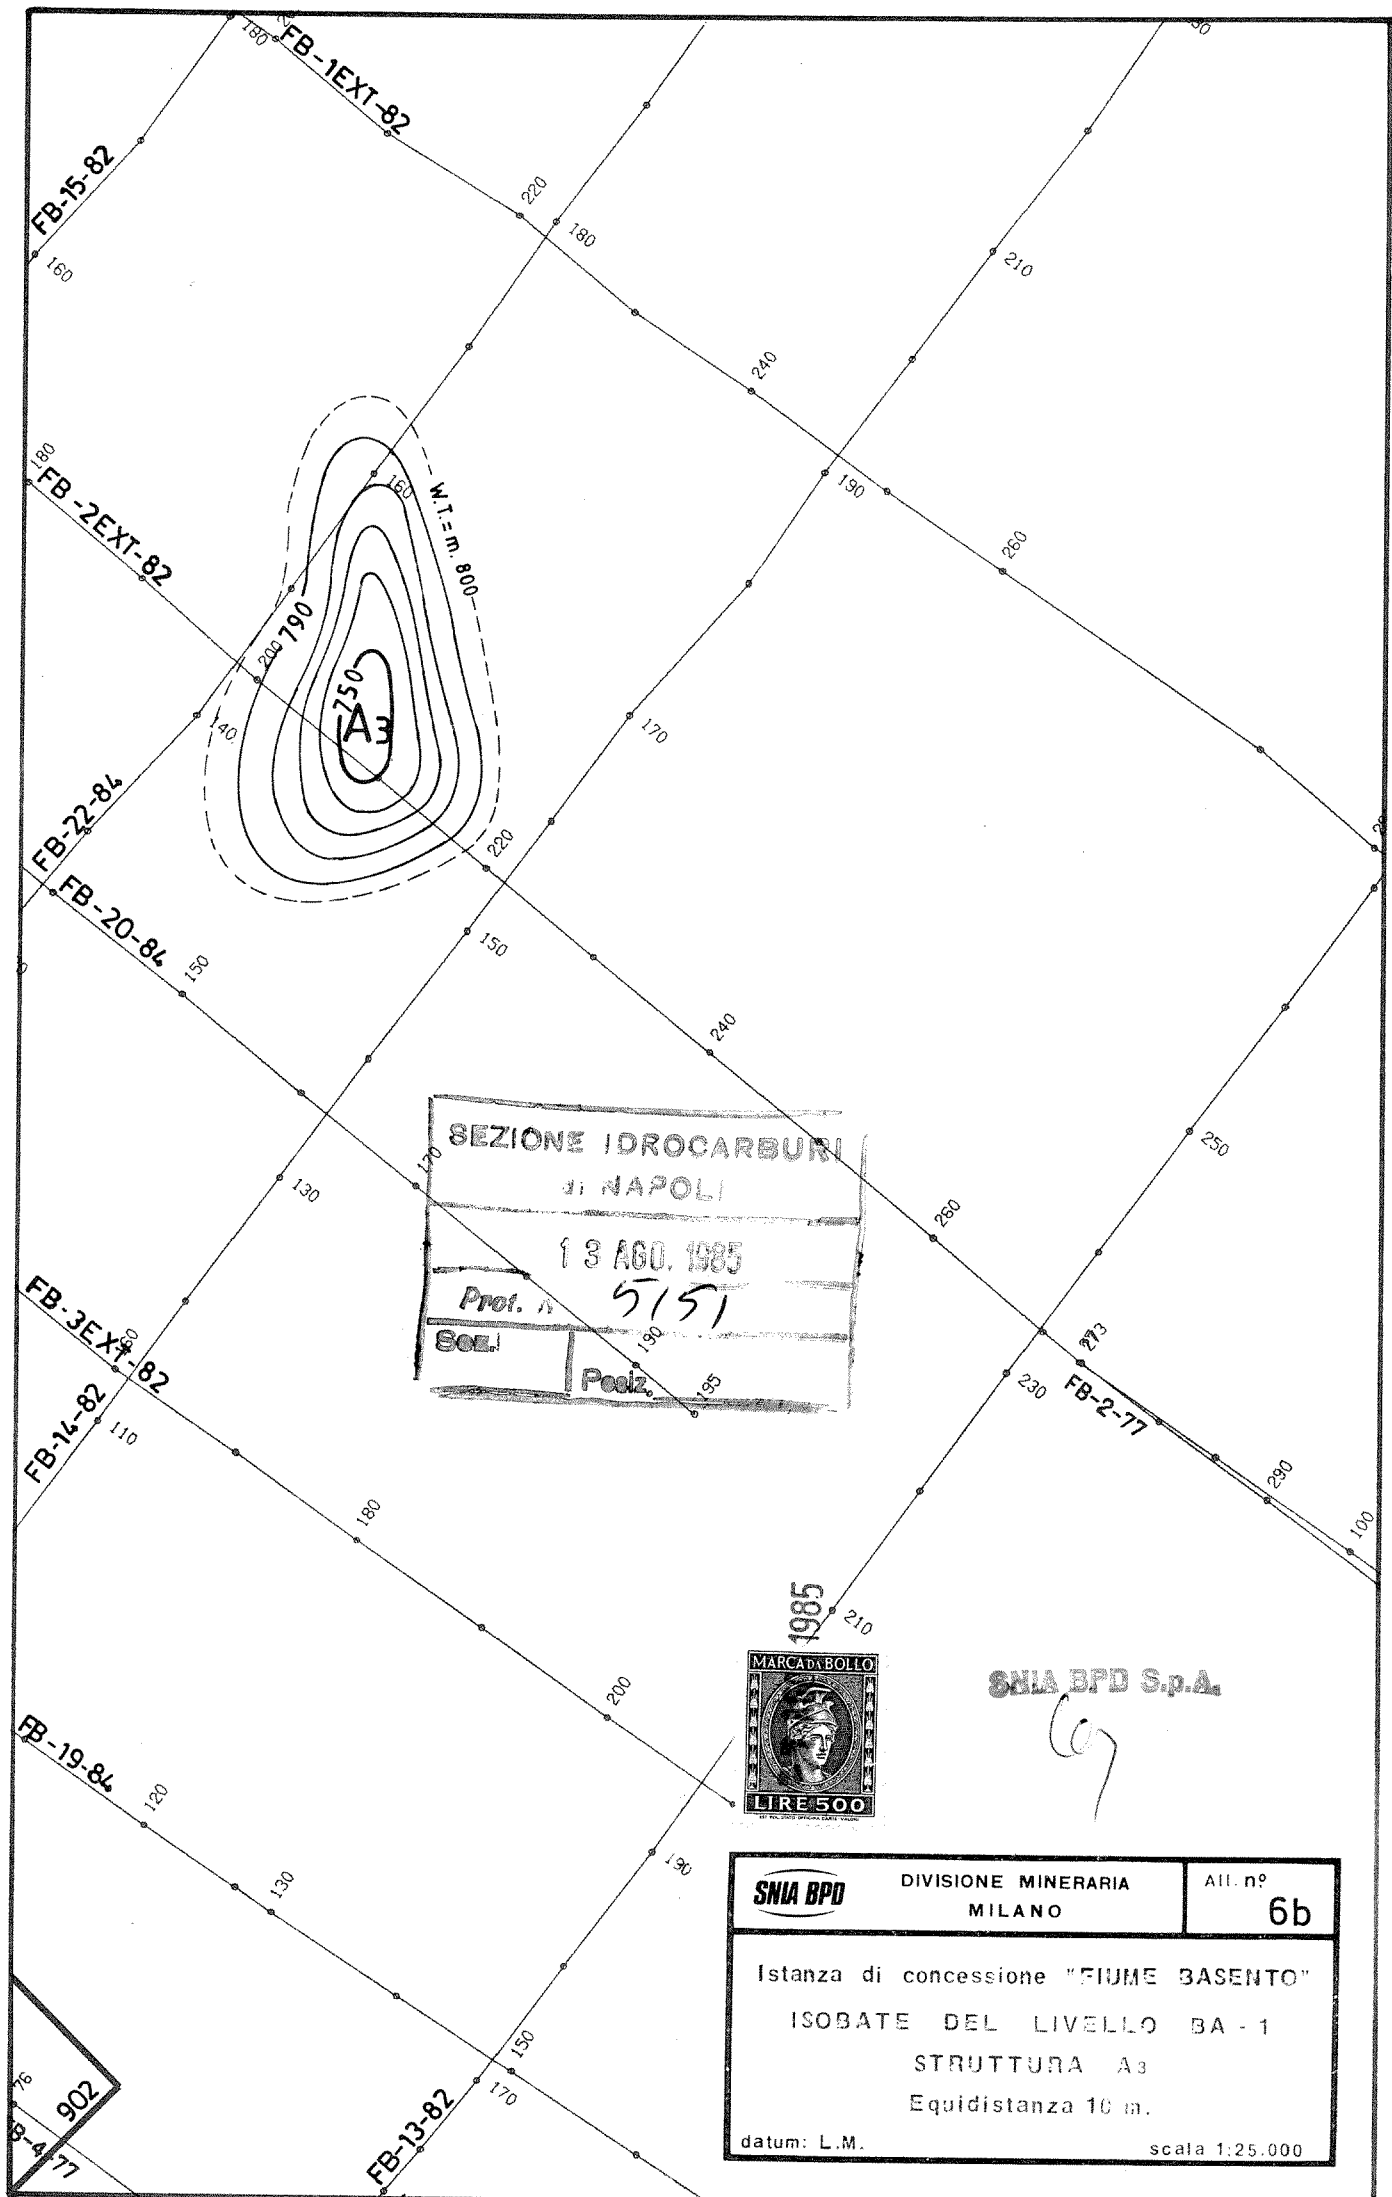 180
FB-1EXT-82
FB-15-82
160
220
180
210
240
190
260
180
FB-2EXT-82
160
W.T.=m. 800
790
200
750
A3
140
170
FB-22-84
220
FB-20-84
150
150
240
SEZIONE IDROCARBURI
di NAPOLI
13 AGO. 1985
Prot. N 5151
Sez.
Posiz.
170
130
190
195
250
260
273
230
FB-2-77
290
100
FB-3EXT-82
FB-14-82
110
180
210
200
1985
MARCA DA BOLLO
LIRE 500
SNIA BPD S.p.A.
FB-19-84
120
130
190
150
170
FB-13-82
76
902
B-4-77
SNIA BPD
DIVISIONE MINERARIA
MILANO
All. nº
6b
Istanza di concessione "FIUME BASENTO"
ISOBATE DEL LIVELLO BA - 1
STRUTTURA A3
Equidistanza 10 m.
datum: L.M.
scala 1:25.000